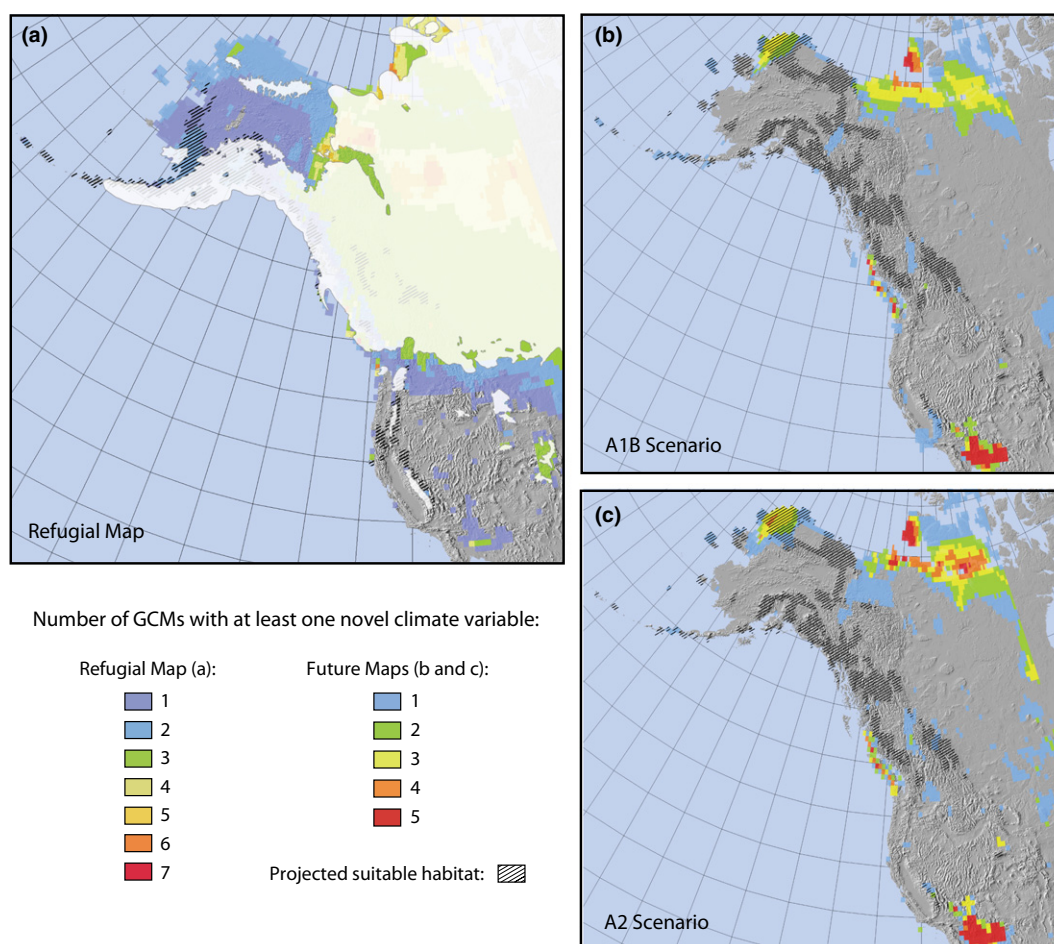 (a)
Refugial Map
(b)
A1B Scenario
(c)
A2 Scenario
Number of GCMs with at least one novel climate variable:
Refugial Map (a):
1
2
3
4
5
6
7
Future Maps (b and c):
1
2
3
4
5
Projected suitable habitat: